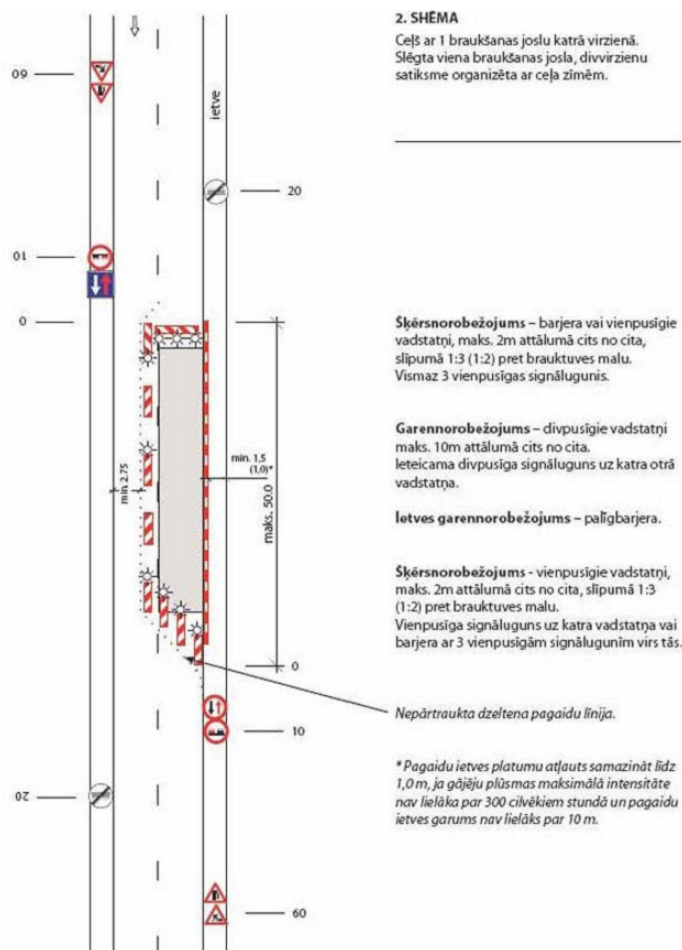 2. SHĒMA
Ceļš ar 1 braukšanas joslu katrā virzienā.
Slēgta viena braukšanas josla, divvirzienu
satiksme organizēta ar ceļa zīmēm.
60
ietve
20
10
0
Šķērsnorobežojums – barjera vai vienpusīgie
vadstatņi, maks. 2m attālumā cits no cita,
slīpumā 1:3 (1:2) pret brauktuves malu.
Vismaz 3 vienpusīgas signālugunis.
Garennorobežojums – divpusīgie vadstatņi
maks. 10m attālumā cits no cita.
Ieteicama divpusīga signāluguns uz katra otrā
vadstatņa.
min. 2.75
min. 1,5
(1,0)*
maks. 50.0
Ietves garennorobežojums – palīgbarjera.
Šķērsnorobežojums - vienpusīgie vadstatņi,
maks. 2m attālumā cits no cita, slīpumā 1:3
(1:2) pret brauktuves malu.
Vienpusīga signāluguns uz katra vadstatņa vai
barjera ar 3 vienpusīgām signālugunīm virs tās.
0
Nepārtraukta dzeltena pagaidu līnija.
10
* Pagaidu ietves platumu atļauts samazināt līdz
1,0 m, ja gājēju plūsmas maksimālā intensitāte
nav lielāka par 300 cilvēkiem stundā un pagaidu
ietves garums nav lielāks par 10 m.
20
60